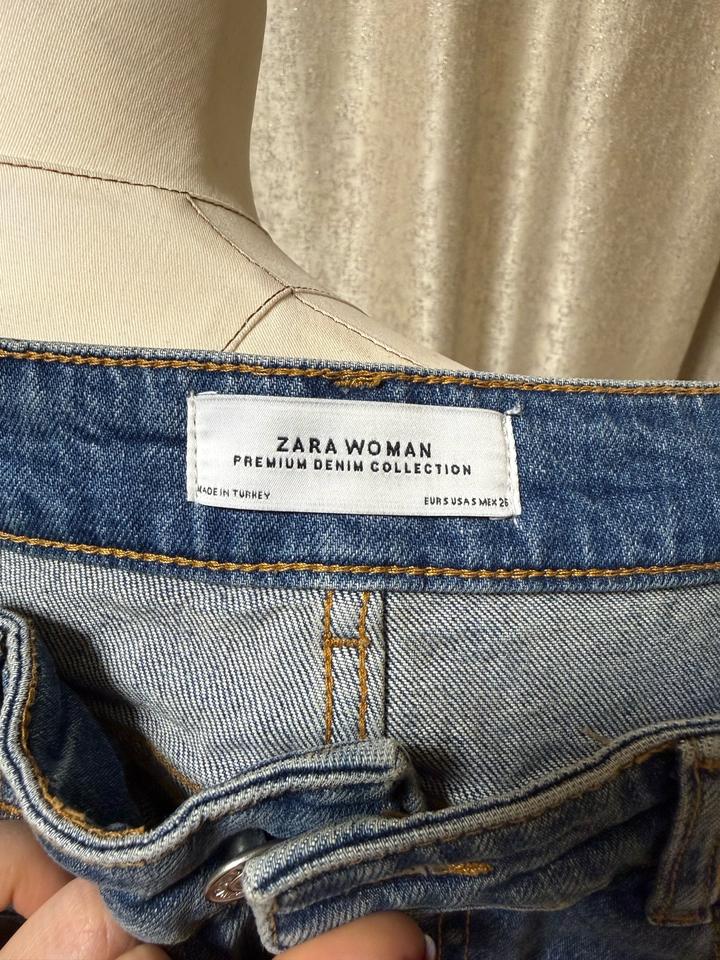 ZARA WOMAN
PREMIUM DENIM COLLECTION
MADE IN TURKEY
EUR S USA S MEX 26